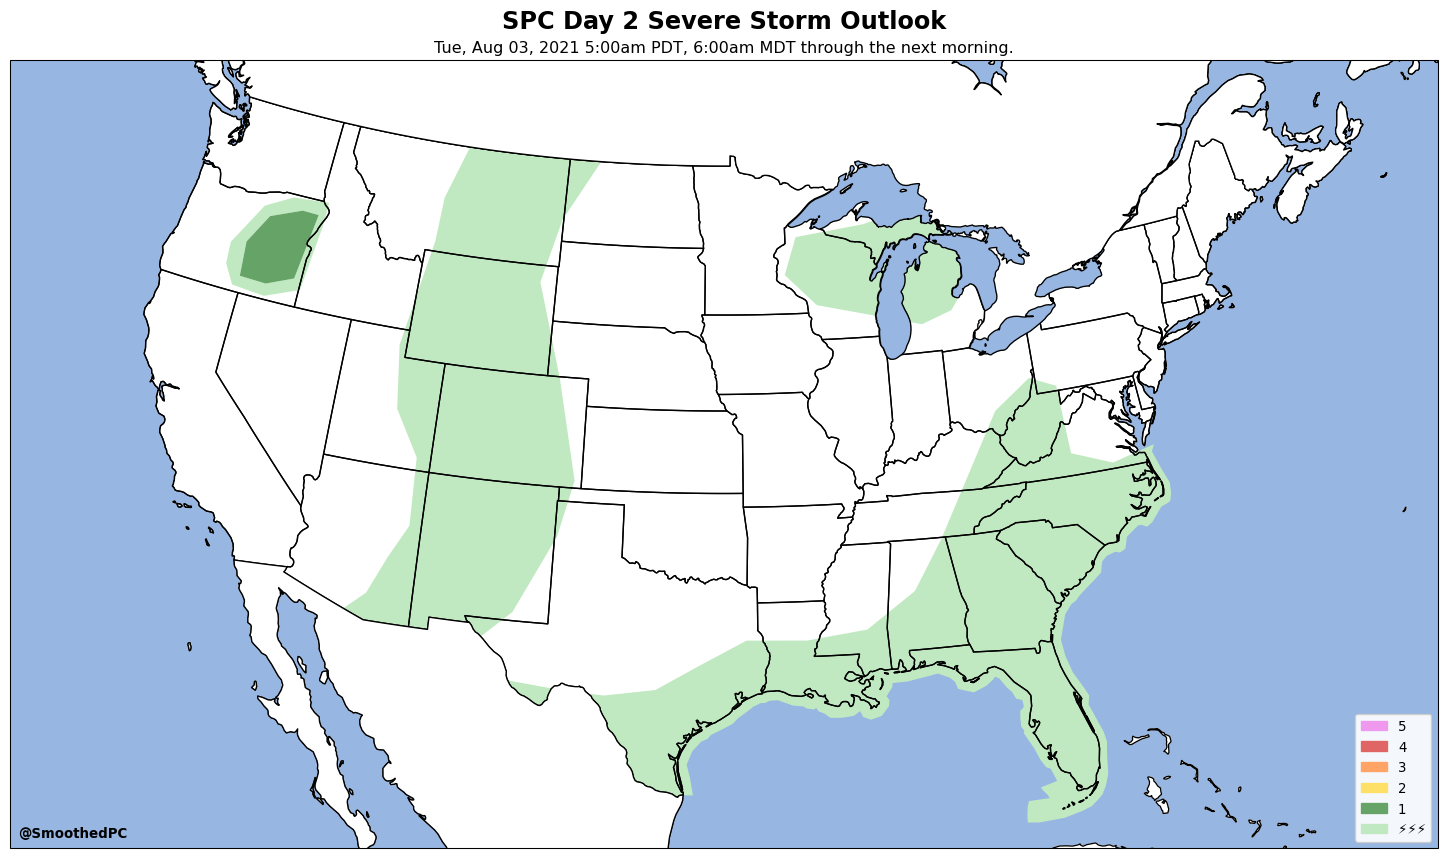 SPC Day 2 Severe Storm Outlook
Tue, Aug 03, 2021 5:00am PDT, 6:00am MDT through the next morning.
5
4
3
2
1
⚡⚡⚡
@SmoothedPC